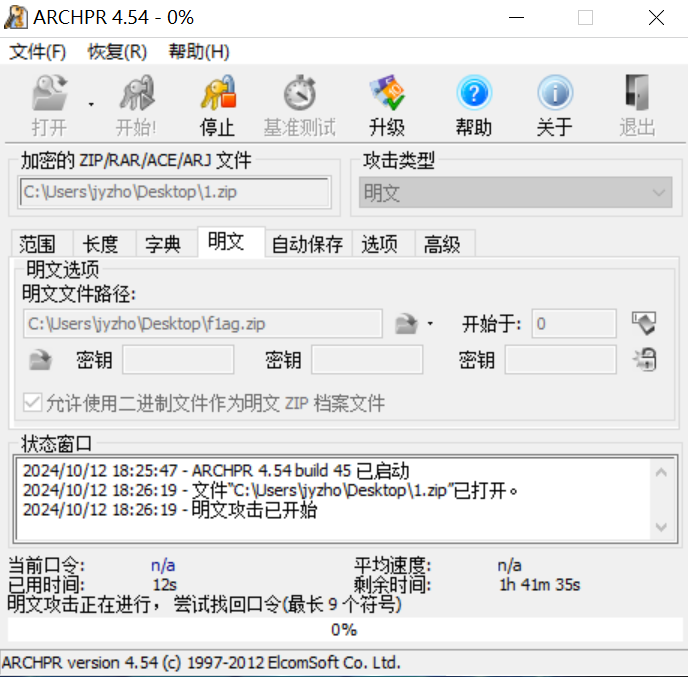 ARCHPR 4.54 - 0%
文件(F) 恢复(R) 帮助(H)
打开 开始! 停止 基准测试 升级 帮助 关于 退出
加密的 ZIP/RAR/ACE/ARJ 文件 攻击类型
C:\Users\jyzho\Desktop\1.zip 明文
范围 长度 字典 明文 自动保存 选项 高级
明文选项
明文文件路径:
C:\Users\jyzho\Desktop\f1ag.zip 开始于: 0
密钥 密钥 密钥
允许使用二进制文件作为明文 ZIP 档案文件
状态窗口
2024/10/12 18:25:47 - ARCHPR 4.54 build 45 已启动
2024/10/12 18:26:19 - 文件“C:\Users\jyzho\Desktop\1.zip”已打开。
2024/10/12 18:26:19 - 明文攻击已开始
当前口令: n/a 平均速度: n/a
已用时间: 12s 剩余时间: 1h 41m 35s
明文攻击正在进行，尝试找回口令(最长 9 个符号)
0%
ARCHPR version 4.54 (c) 1997-2012 ElcomSoft Co. Ltd.